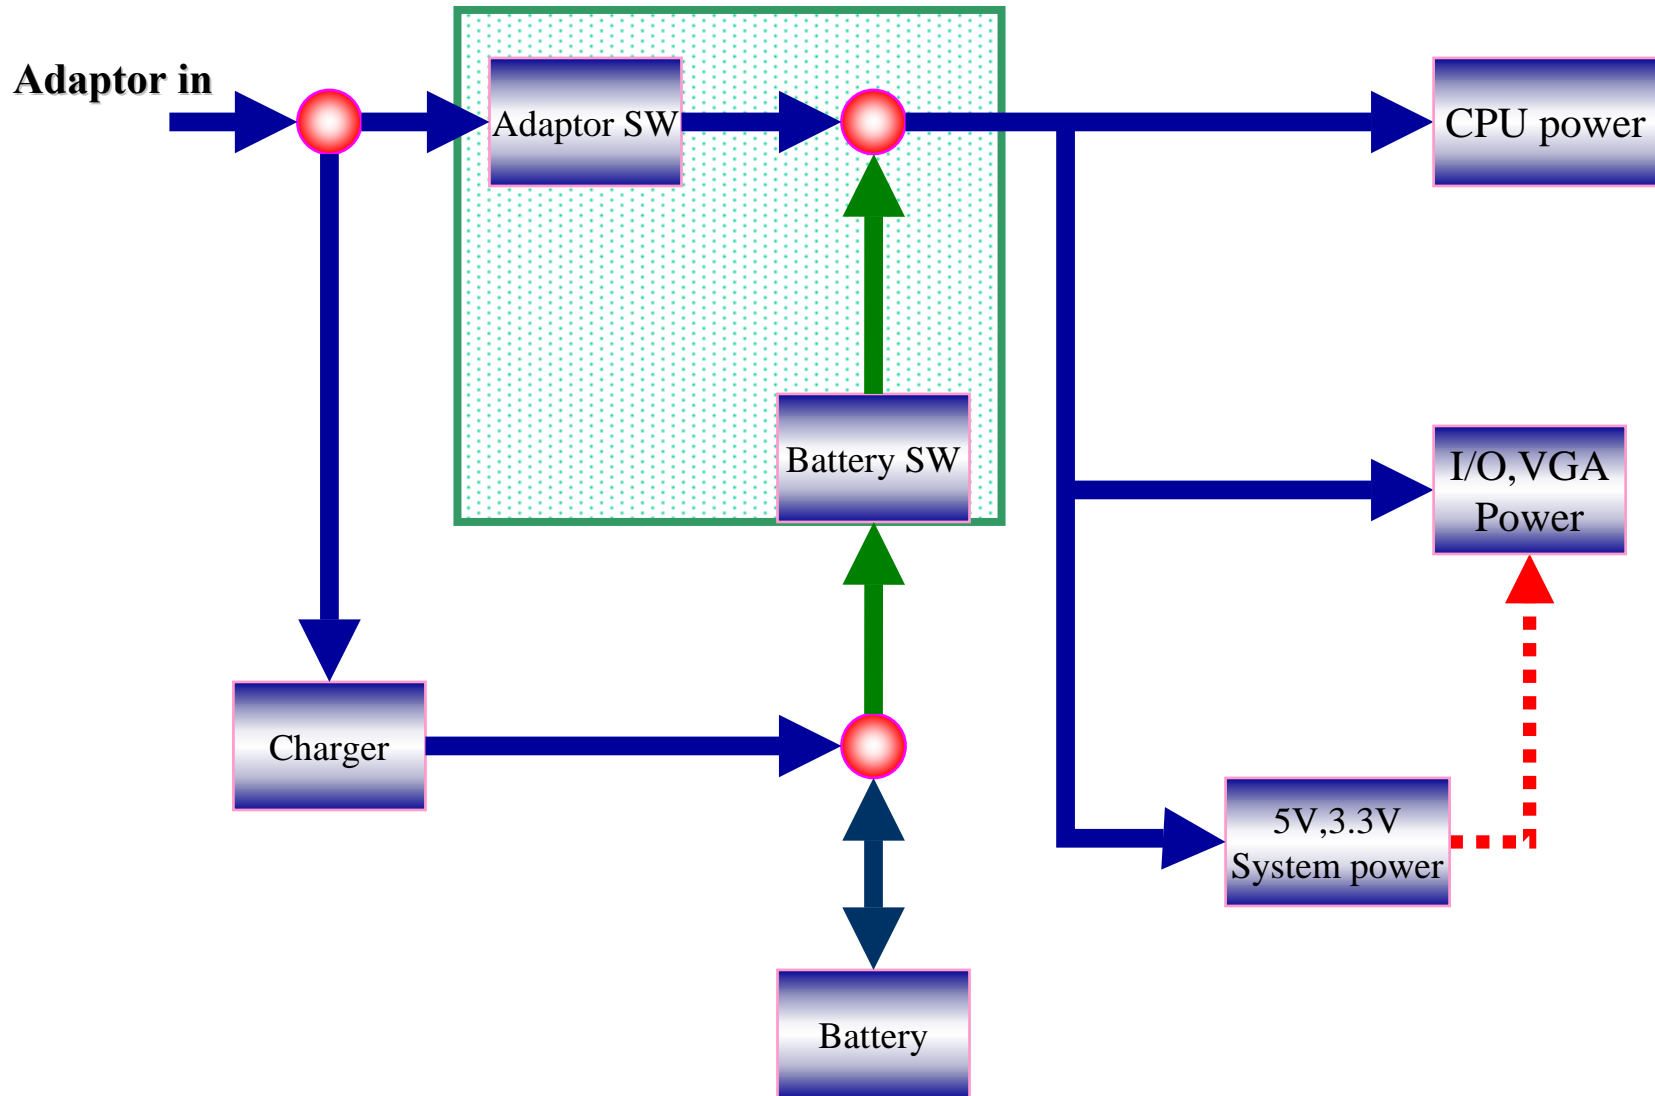 Adaptor in
Adaptor SW
CPU power
Battery SW
I/O,VGA
Power
Charger
5V,3.3V
System power
Battery